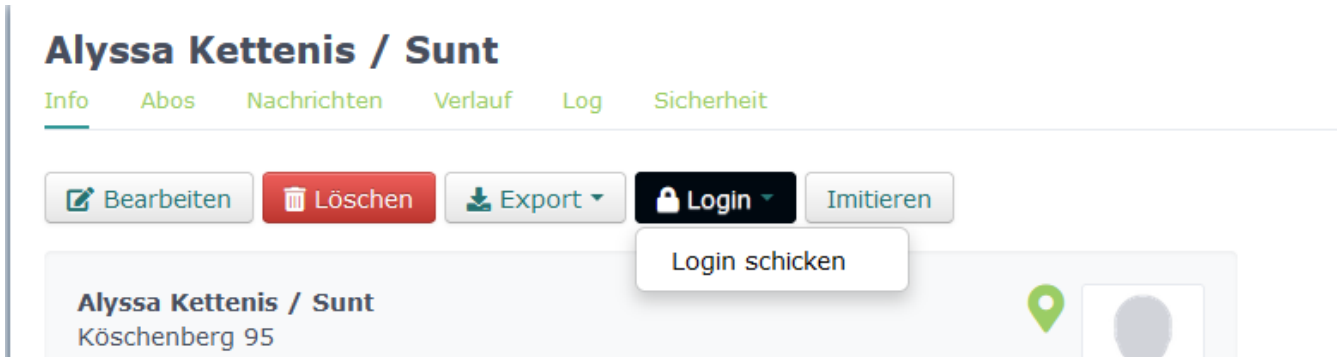 Alyssa Kettenis / Sunt
Info Abos Nachrichten Verlauf Log Sicherheit
Bearbeiten Löschen Export Login Imitieren
Login schicken
Alyssa Kettenis / Sunt
Köschenberg 95